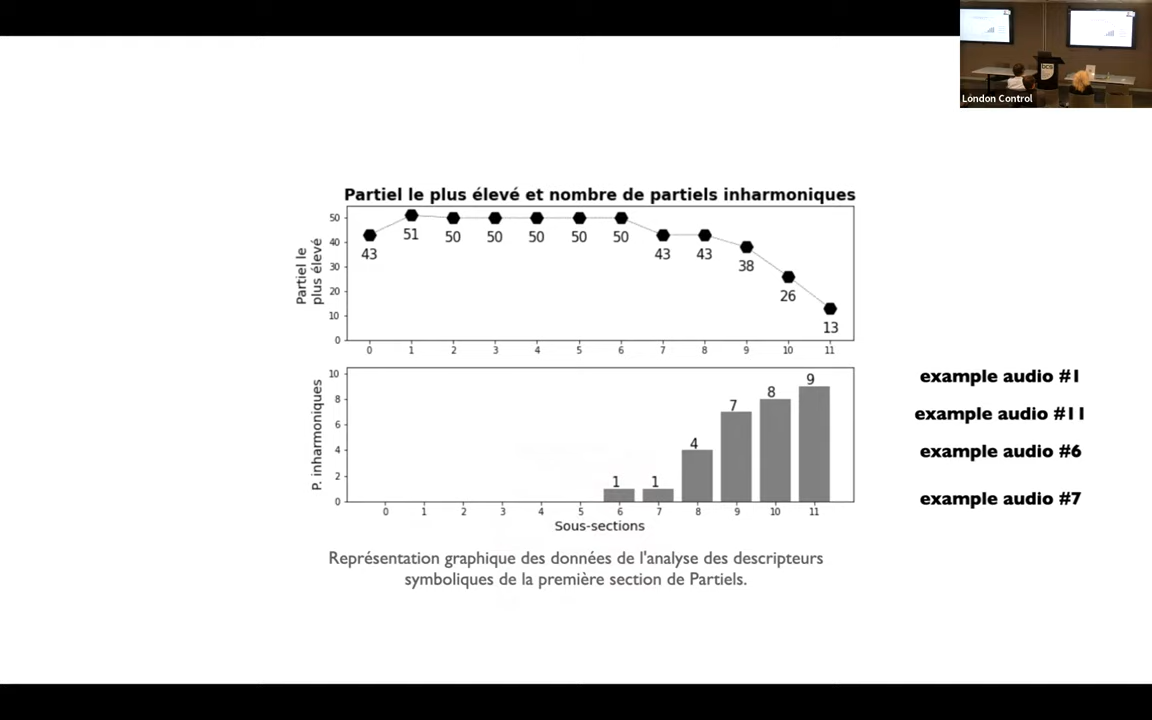 London Control
Partiel le plus élevé et nombre de partiels inharmoniques
Partiel le
plus élevé
50
40
30
20
10
0
43
51
50
50
50
50
50
43
43
38
26
13
0 1 2 3 4 5 6 7 8 9 10 11
P. inharmoniques
10
8
6
4
2
0
1
1
4
7
8
9
0 1 2 3 4 5 6 7 8 9 10 11
Sous-sections
example audio #1
example audio #11
example audio #6
example audio #7
Représentation graphique des données de l'analyse des descripteurs
symboliques de la première section de Partiels.